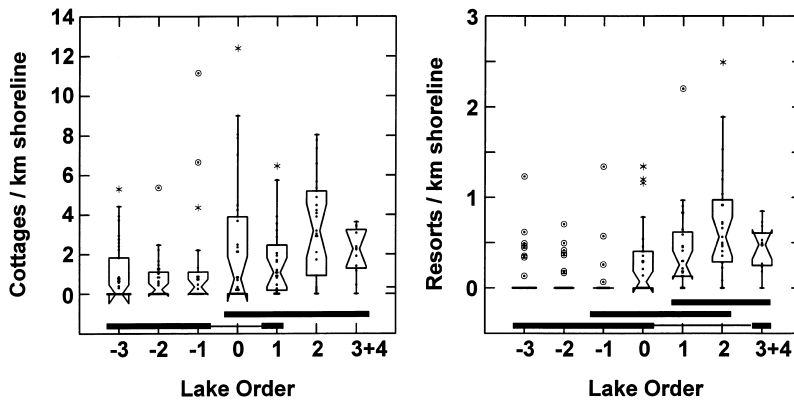 14
12
10
8
6
4
2
0
Cottages / km shoreline
-3 -2 -1 0 1 2 3+4
Lake Order
3
2
1
0
Resorts / km shoreline
-3 -2 -1 0 1 2 3+4
Lake Order